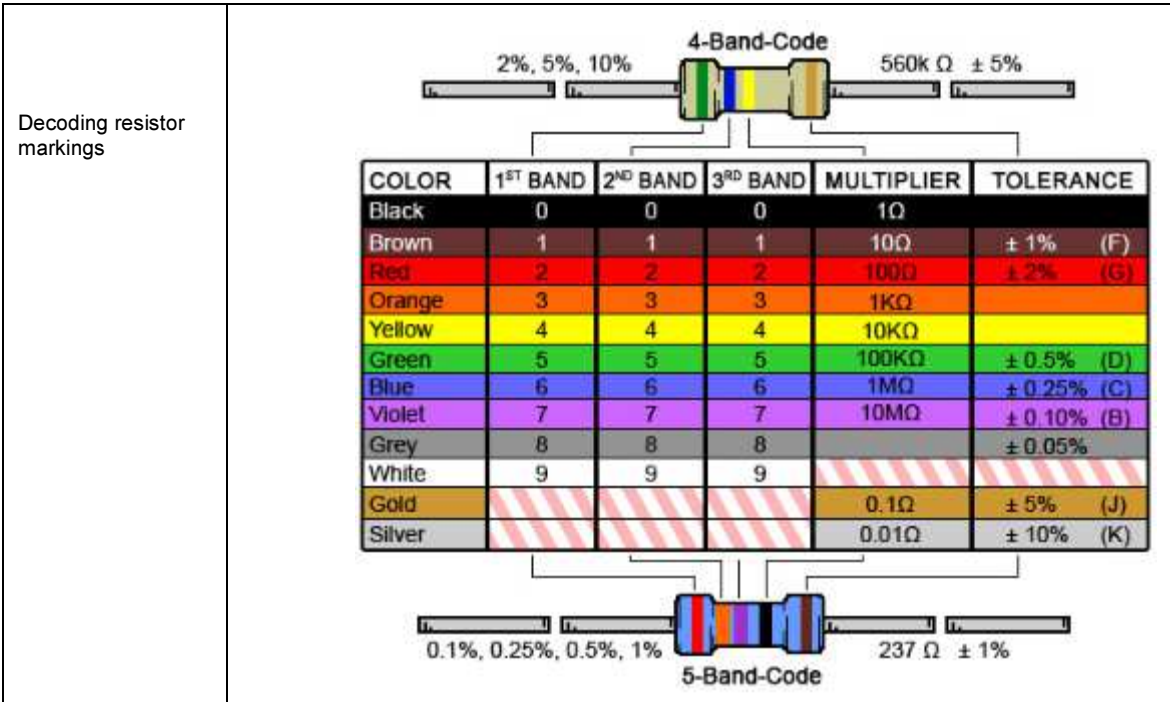 Decoding resistor
markings
4-Band-Code
2%, 5%, 10%
560k Ω ± 5%
COLOR 1ST BAND 2ND BAND 3RD BAND MULTIPLIER TOLERANCE
Black 0 0 0 1Ω
Brown 1 1 1 10Ω ± 1% (F)
Red 2 2 2 100Ω ± 2% (G)
Orange 3 3 3 1KΩ
Yellow 4 4 4 10KΩ
Green 5 5 5 100KΩ ± 0.5% (D)
Blue 6 6 6 1MΩ ± 0.25% (C)
Violet 7 7 7 10MΩ ± 0.10% (B)
Grey 8 8 8 ± 0.05%
White 9 9 9
Gold 0.1Ω ± 5% (J)
Silver 0.01Ω ± 10% (K)
0.1%, 0.25%, 0.5%, 1%
237 Ω ± 1%
5-Band-Code